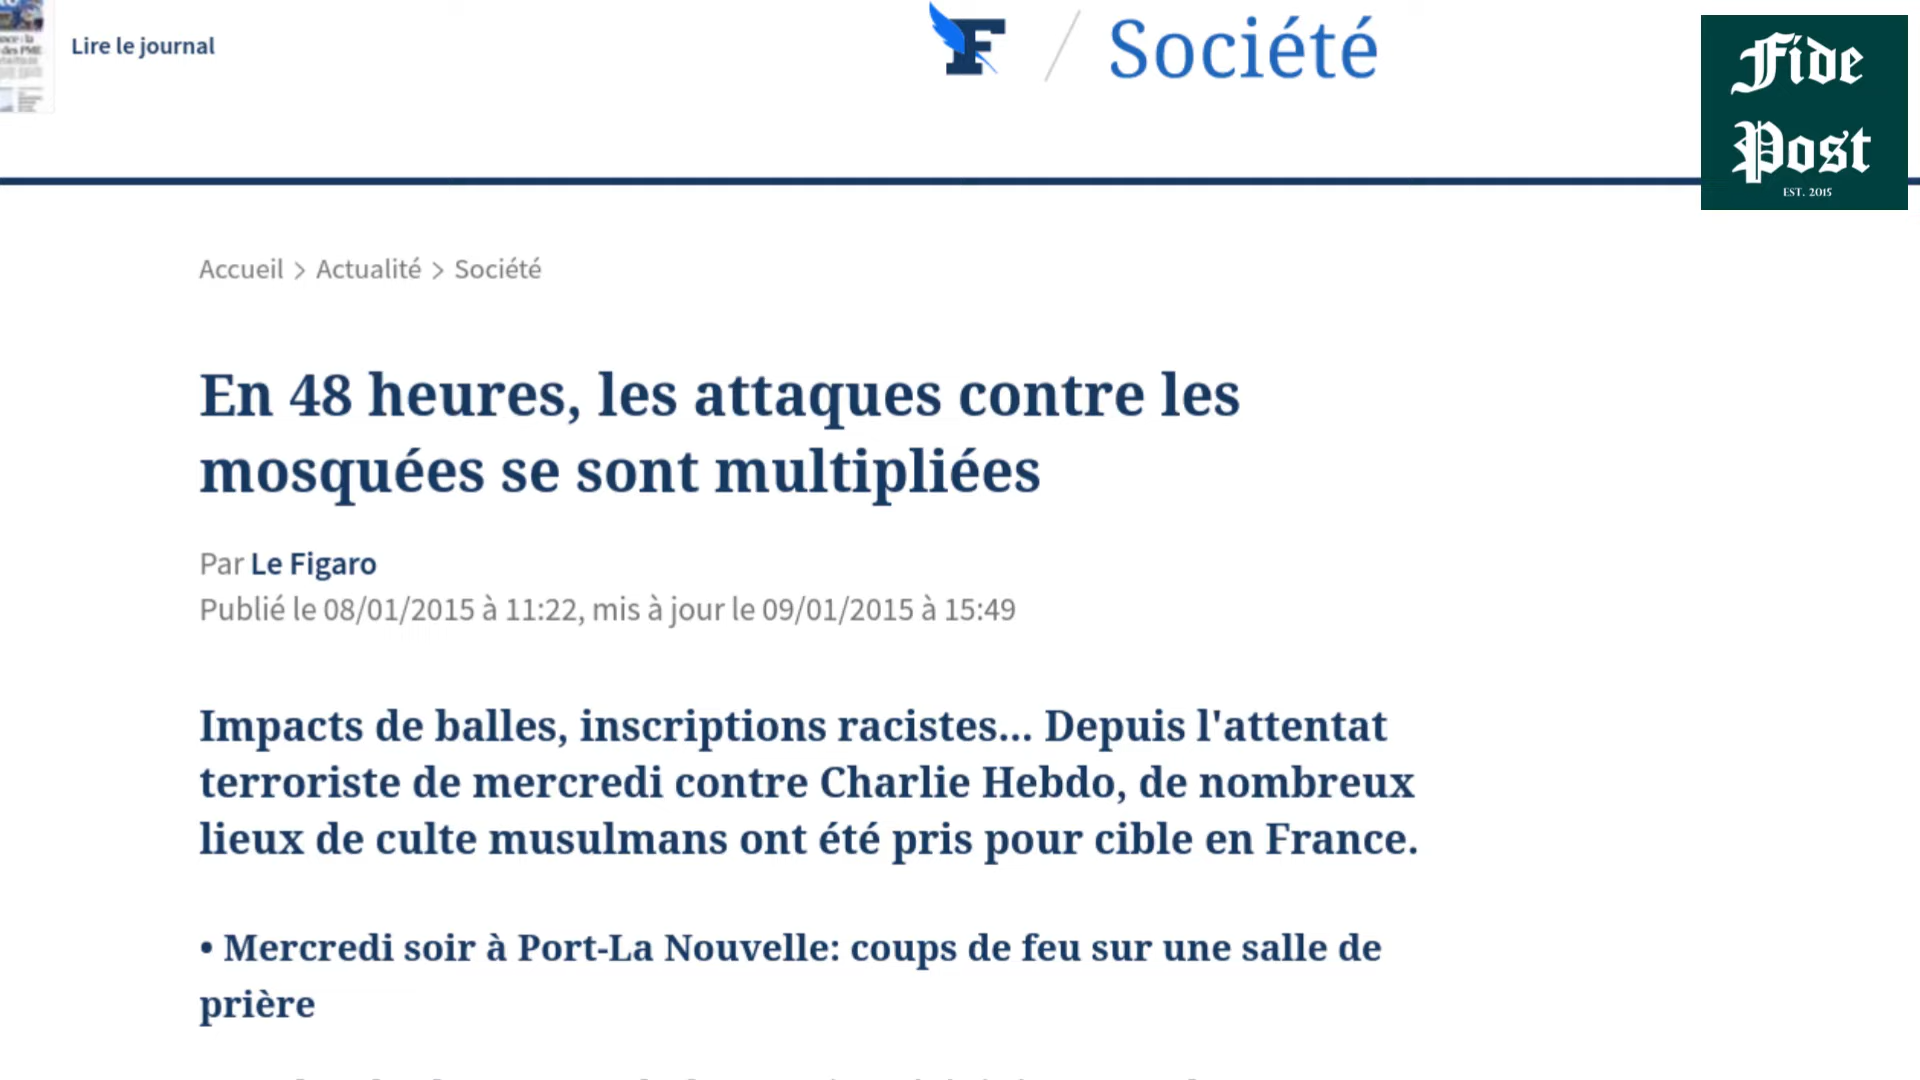 Lire le journal
F / Société
Fide
Post
EST. 2015
Accueil > Actualité > Société
En 48 heures, les attaques contre les
mosquées se sont multipliées
Par Le Figaro
Publié le 08/01/2015 à 11:22, mis à jour le 09/01/2015 à 15:49
Impacts de balles, inscriptions racistes... Depuis l'attentat
terroriste de mercredi contre Charlie Hebdo, de nombreux
lieux de culte musulmans ont été pris pour cible en France.
• Mercredi soir à Port-La Nouvelle: coups de feu sur une salle de
prière